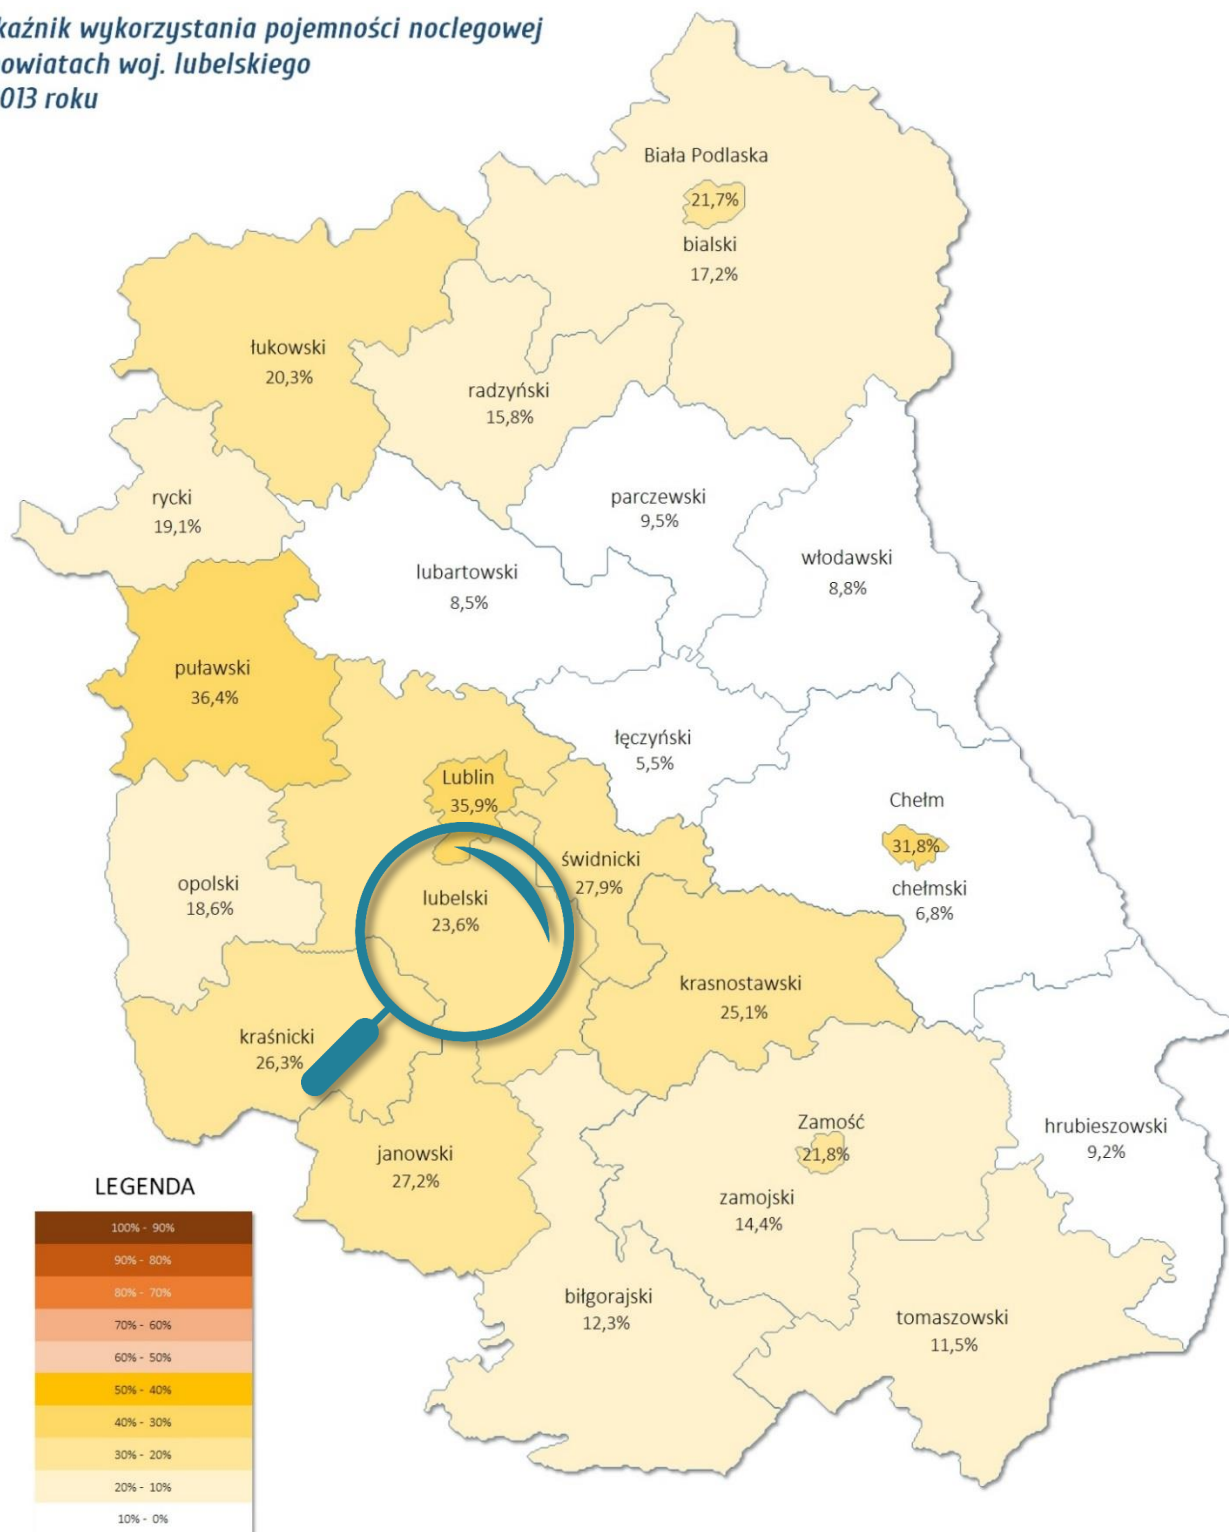 kaźnik wykorzystania pojemności noclegowej
owiatach woj. lubelskiego
013 roku
Biała Podlaska
21,7%
bialski
17,2%
łukowski
20,3%
radzyński
15,8%
rycki
19,1%
parczewski
9,5%
włodawski
8,8%
lubartowski
8,5%
puławski
36,4%
łęczyński
5,5%
Lublin
35,9%
Chełm
31,8%
chełmski
6,8%
świdnicki
27,9%
opolski
18,6%
lubelski
23,6%
krasnostawski
25,1%
kraśnicki
26,3%
janowski
27,2%
Zamość
21,8%
zamojski
14,4%
hrubieszowski
9,2%
biłgorajski
12,3%
tomaszowski
11,5%
LEGENDA
100% - 90%
90% - 80%
80% - 70%
70% - 60%
60% - 50%
50% - 40%
40% - 30%
30% - 20%
20% - 10%
10% - 0%